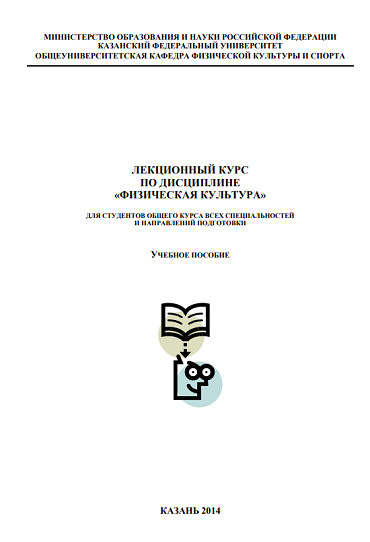 МИНИСТЕРСТВО ОБРАЗОВАНИЯ И НАУКИ РОССИЙСКОЙ ФЕДЕРАЦИИ
КАЗАНСКИЙ ФЕДЕРАЛЬНЫЙ УНИВЕРСИТЕТ
ОБЩЕУНИВЕРСИТЕТСКАЯ КАФЕДРА ФИЗИЧЕСКОЙ КУЛЬТУРЫ И СПОРТА
ЛЕКЦИОННЫЙ КУРС
ПО ДИСЦИПЛИНЕ
«ФИЗИЧЕСКАЯ КУЛЬТУРА»
ДЛЯ СТУДЕНТОВ ОБЩЕГО КУРСА ВСЕХ СПЕЦИАЛЬНОСТЕЙ
И НАПРАВЛЕНИЙ ПОДГОТОВКИ
УЧЕБНОЕ ПОСОБИЕ
КАЗАНЬ 2014